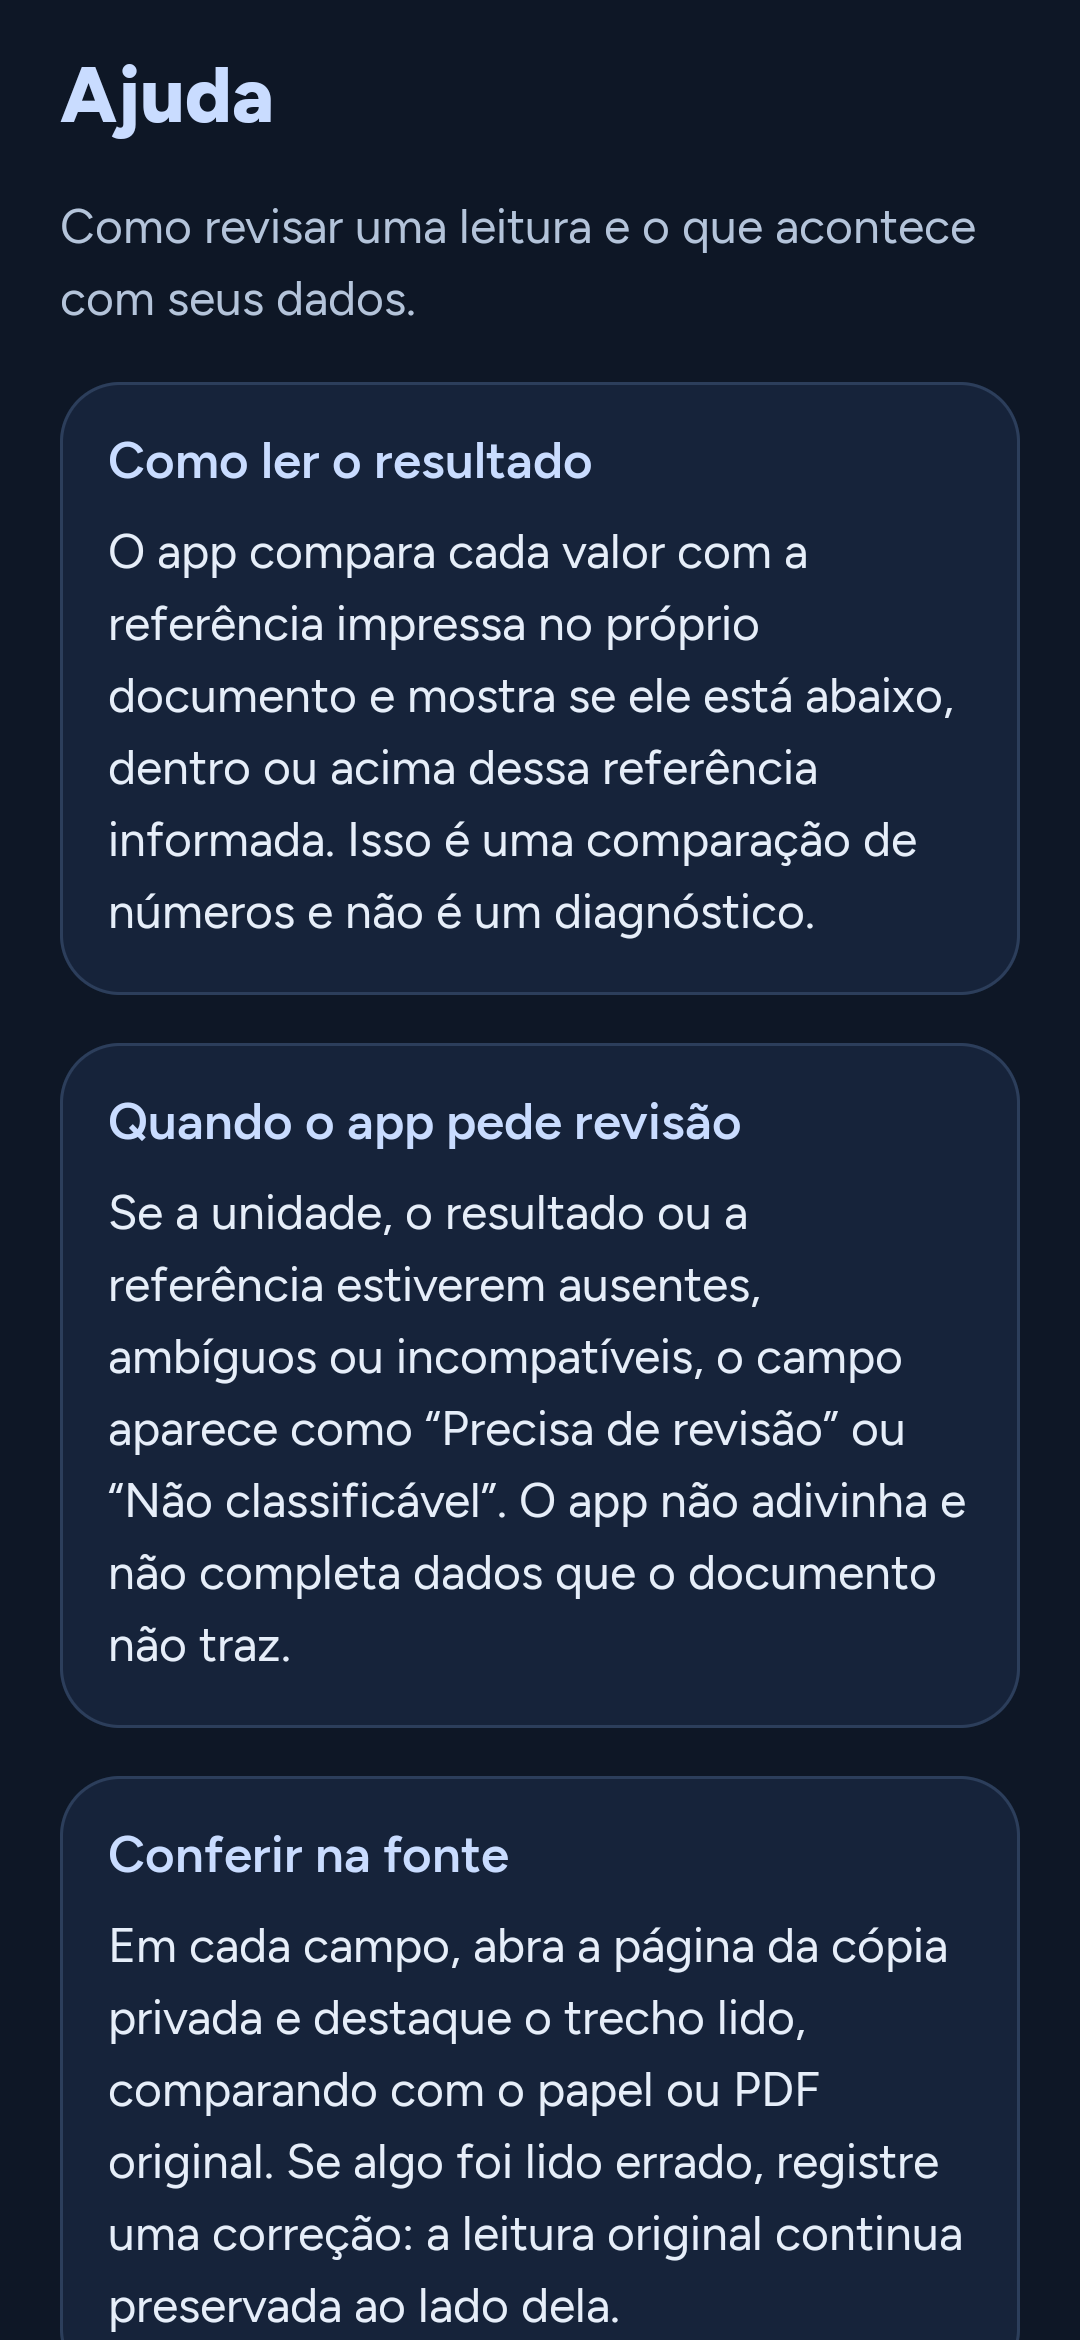 Ajuda
Como revisar uma leitura e o que acontece
com seus dados.
Como ler o resultado
O app compara cada valor com a
referência impressa no próprio
documento e mostra se ele está abaixo,
dentro ou acima dessa referência
informada. Isso é uma comparação de
números e não é um diagnóstico.
Quando o app pede revisão
Se a unidade, o resultado ou a
referência estiverem ausentes,
ambíguos ou incompatíveis, o campo
aparece como “Precisa de revisão” ou
“Não classificável”. O app não adivinha e
não completa dados que o documento
não traz.
Conferir na fonte
Em cada campo, abra a página da cópia
privada e destaque o trecho lido,
comparando com o papel ou PDF
original. Se algo foi lido errado, registre
uma correção: a leitura original continua
preservada ao lado dela.